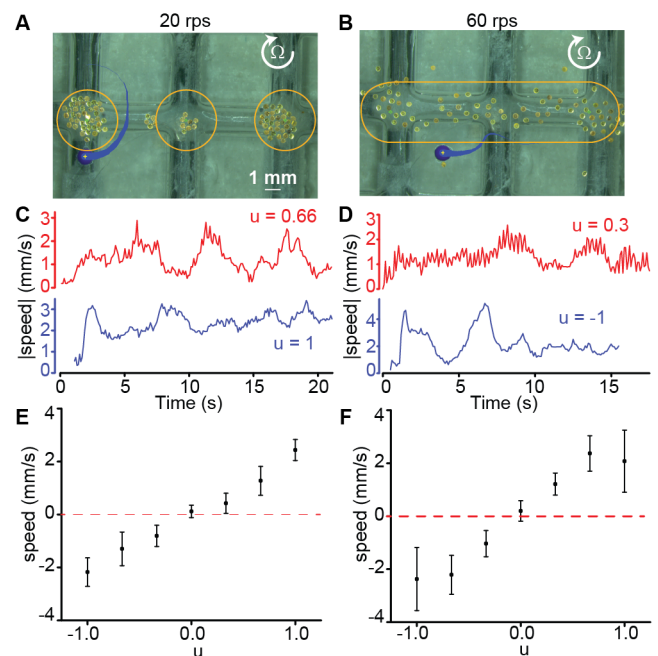 A 20 rps
B 60 rps
Ω
Ω
1 mm
C
3
2
1
0
|speed| (mm/s)
u = 0.66
3
2
1
0
u = 1
0 5 10 15 20
Time (s)
D
3
2
1
0
|speed| (mm/s)
u = 0.3
4
2
0
u = -1
0 5 10 15
Time (s)
E
4
2
0
-2
-4
speed (mm/s)
-1.0 0.0 1.0
u
F
4
2
0
-2
-4
speed (mm/s)
-1.0 0.0 1.0
u